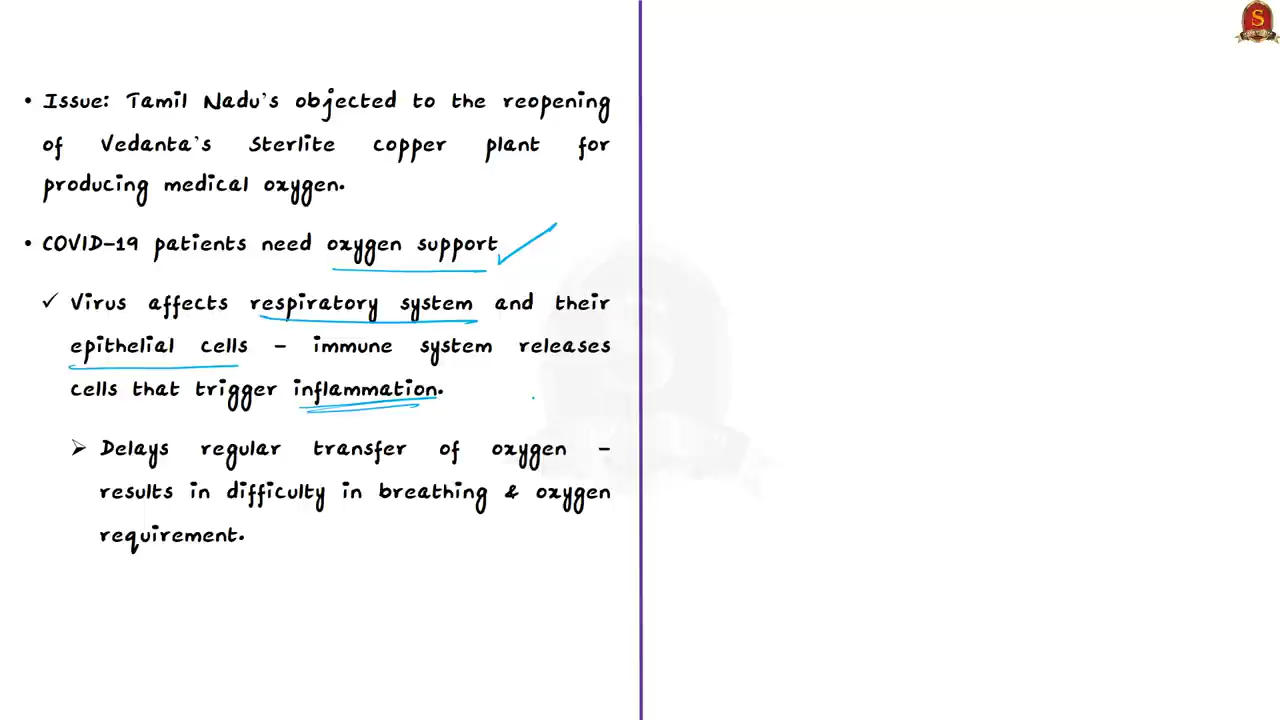 • Issue: Tamil Nadu's objected to the reopening
of Vedanta's Sterlite copper plant for
producing medical oxygen.
• COVID-19 patients need oxygen support
✓ Virus affects respiratory system and their
epithelial cells – immune system releases
cells that trigger inflammation.
➢ Delays regular transfer of oxygen –
results in difficulty in breathing & oxygen
requirement.
S